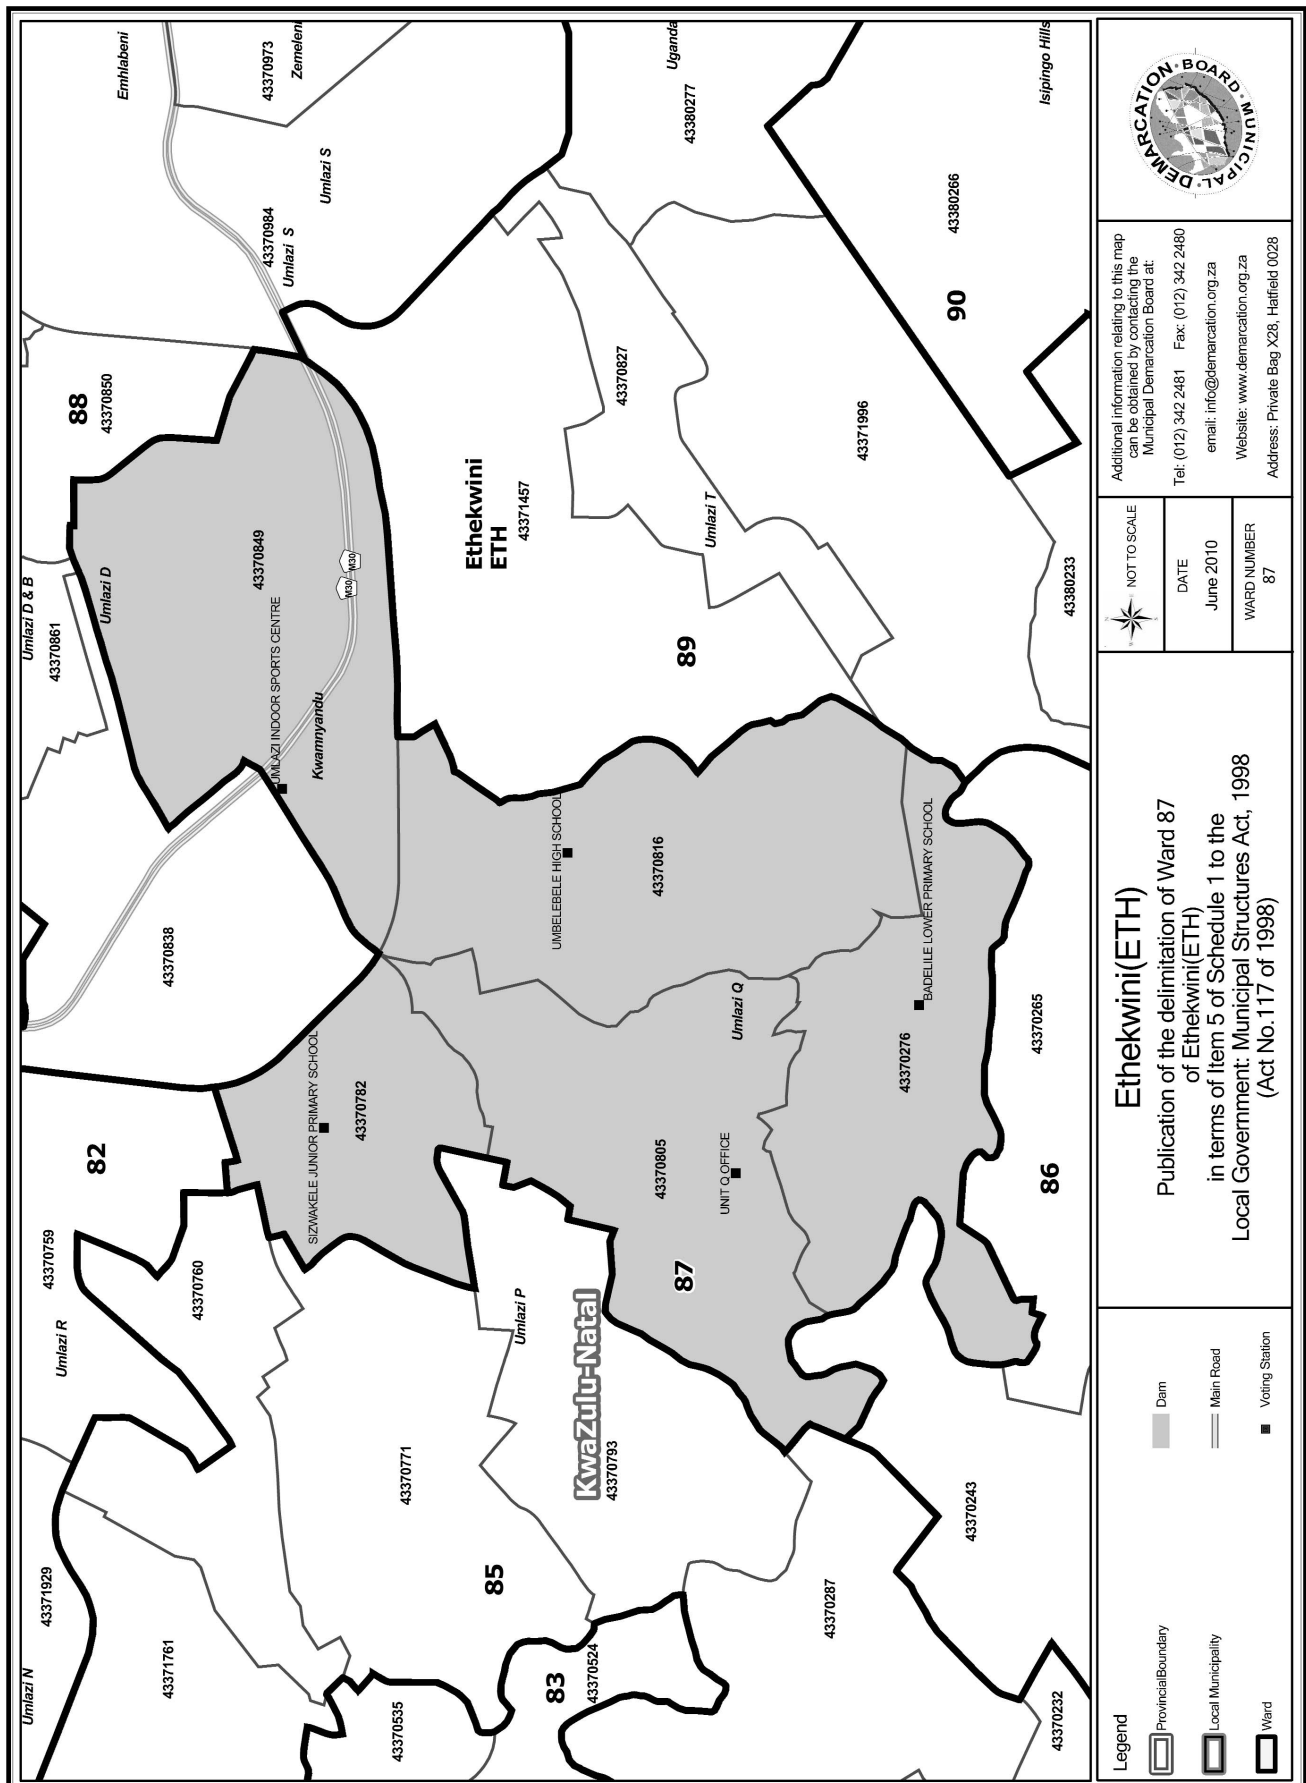 Emhlabeni
43370973
Zemeleni
Uganda
43380277
Isipingo Hills
Umlazi S
43370984
Umlazi S
43380266
90
88
43370850
43370827
43371996
Ethekwini
ETH
43371457
Umlazi T
43380233
Umlazi D & B
43370861
Umlazi D
43370849
M30
M30
89
UMLAZI INDOOR SPORTS CENTRE
Kwamnyandu
UMBELEBELE HIGH SCHOOL
43370816
BADELILE LOWER PRIMARY SCHOOL
43370838
Umlazi Q
43370276
43370265
SIZWAKELE JUNIOR PRIMARY SCHOOL
43370782
82
43370805
UNIT Q OFFICE
86
43370759
43370760
87
Umlazi R
Umlazi P
KwaZulu-Natal
43370793
43370771
43370243
43371929
85
43370287
Umlazi N
43371761
83
43370524
43370535
43370232
Legend
ProvincialBoundary
Local Municipality
Ward
Dam
Main Road
Voting Station
Ethekwini(ETH)
Publication of the delimitation of Ward 87
of Ethekwini(ETH)
in terms of Item 5 of Schedule 1 to the
Local Government: Municipal Structures Act, 1998
(Act No.117 of 1998)
N
NOT TO SCALE
DATE
June 2010
WARD NUMBER
87
Additional information relating to this map
can be obtained by contacting the
Municipal Demarcation Board at:
Tel: (012) 342 2481 Fax: (012) 342 2480
email: info@demarcation.org.za
Website: www.demarcation.org.za
Address: Private Bag X28, Hatfield 0028
MUNICIPAL · DEMARCATION · BOARD ·